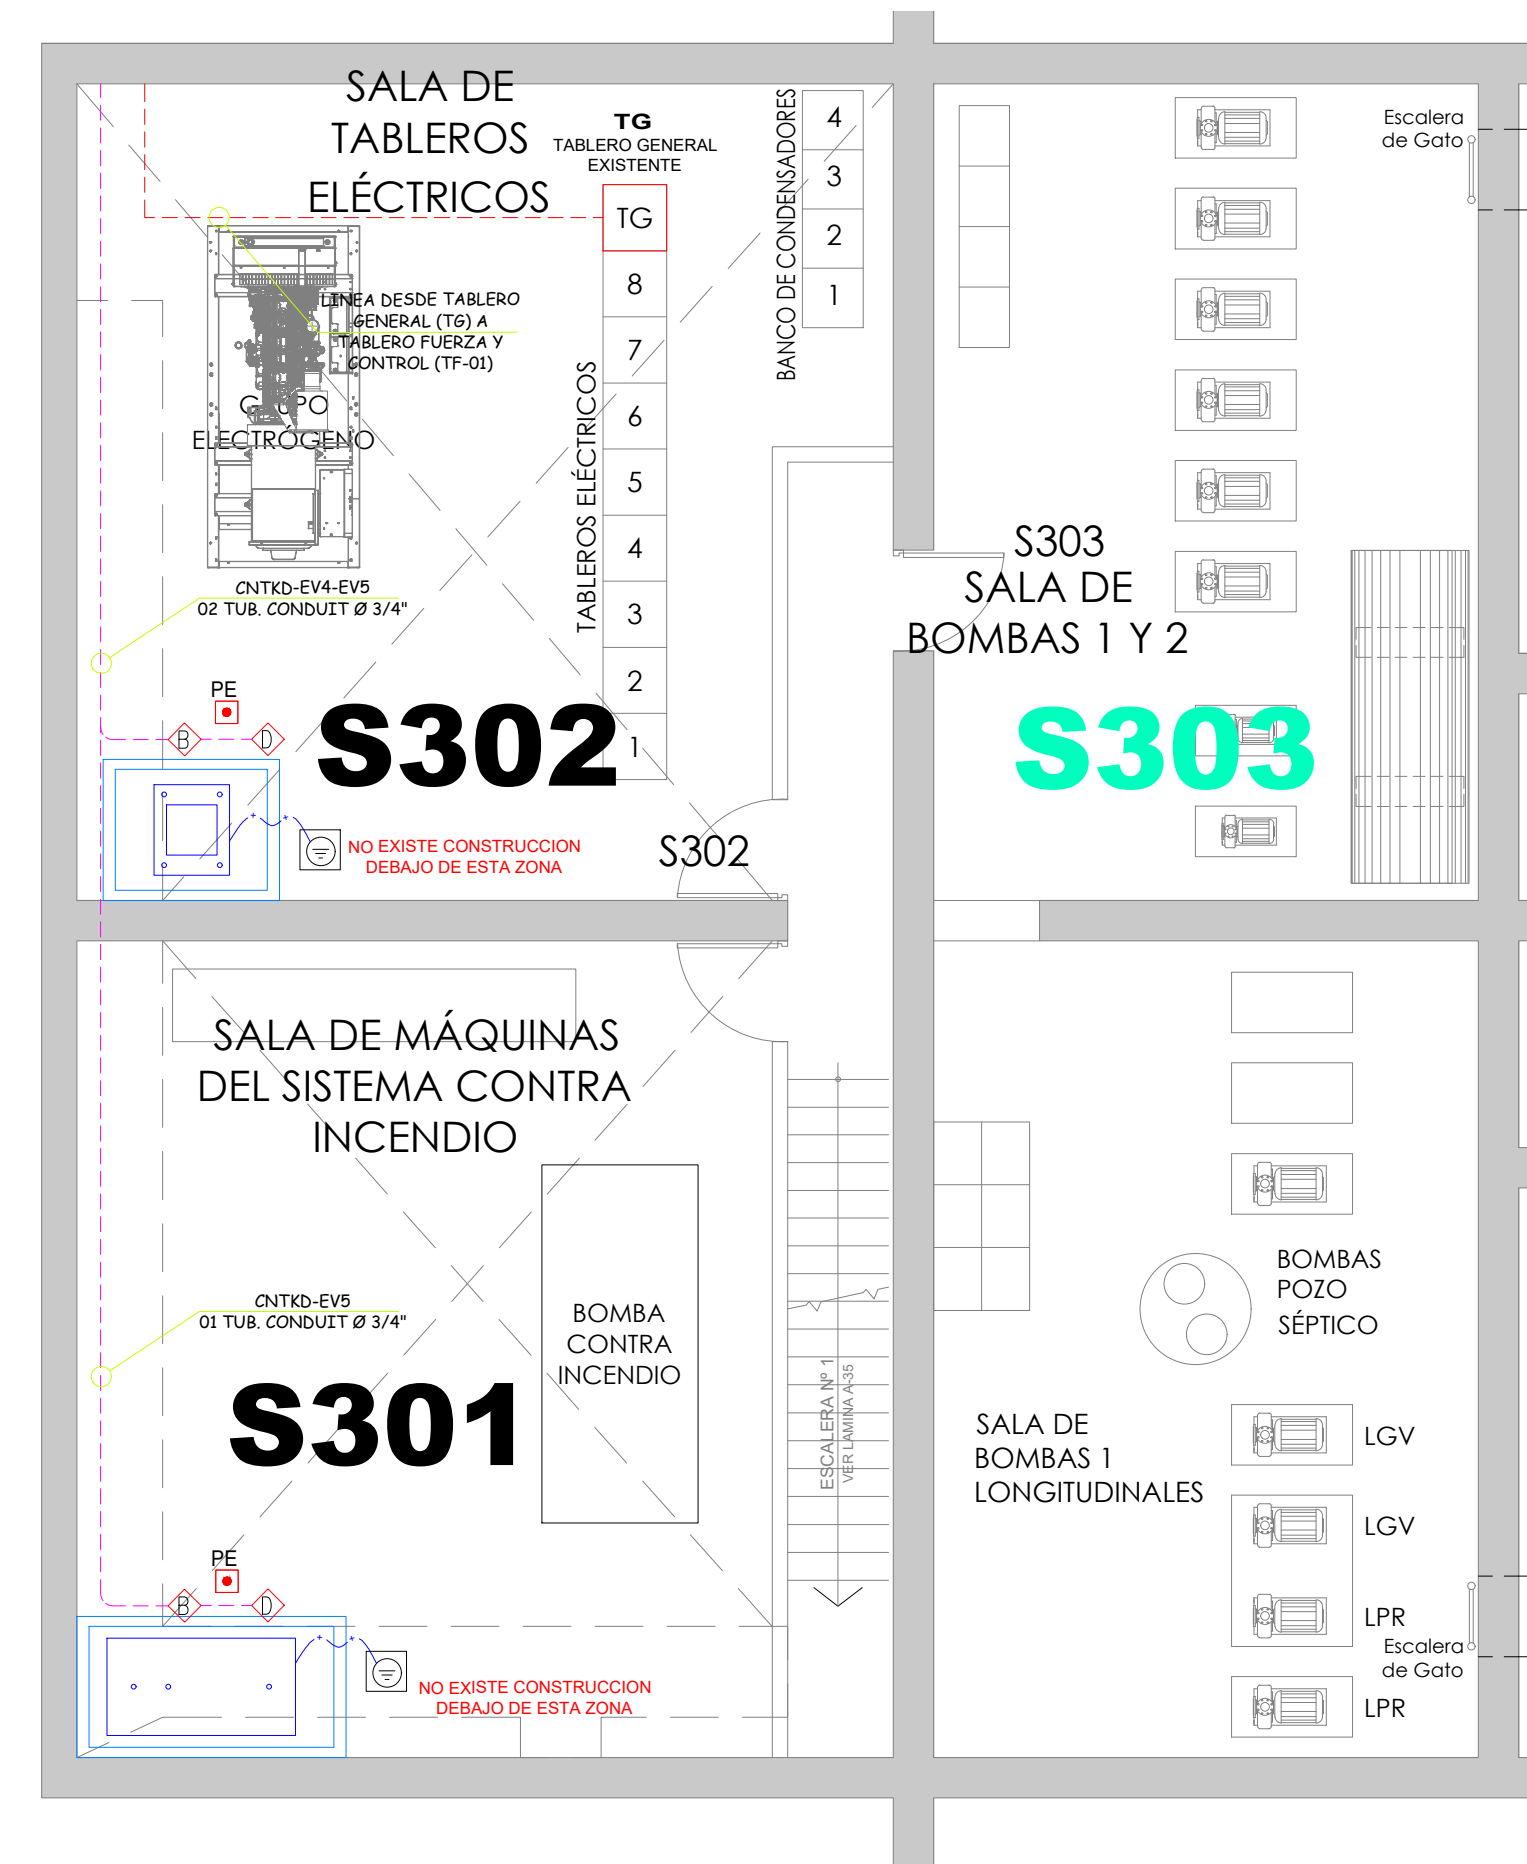 SALA DE
TABLEROS
ELÉCTRICOS
TG
TABLERO GENERAL
EXISTENTE
TG
8
7
6
5
4
3
2
1
TABLEROS ELÉCTRICOS
BANCO DE CONDENSADORES
4
3
2
1
LINEA DESDE TABLERO
GENERAL (TG) A
TABLERO FUERZA Y
CONTROL (TF-01)
GRUPO
ELECTRÓGENO
CNTKD-EV4-EV5
02 TUB. CONDUIT Ø 3/4"
PE
B
D
S302
NO EXISTE CONSTRUCCION
DEBAJO DE ESTA ZONA
S302
Escalera
de Gato
S303
SALA DE
BOMBAS 1 Y 2
S303
SALA DE MÁQUINAS
DEL SISTEMA CONTRA
INCENDIO
CNTKD-EV5
01 TUB. CONDUIT Ø 3/4"
BOMBA
CONTRA
INCENDIO
S301
PE
B
D
NO EXISTE CONSTRUCCION
DEBAJO DE ESTA ZONA
ESCALERA Nº 1
VER LAMINA A-35
BOMBAS
POZO
SÉPTICO
SALA DE
BOMBAS 1
LONGITUDINALES
LGV
LGV
LPR
Escalera
de Gato
LPR